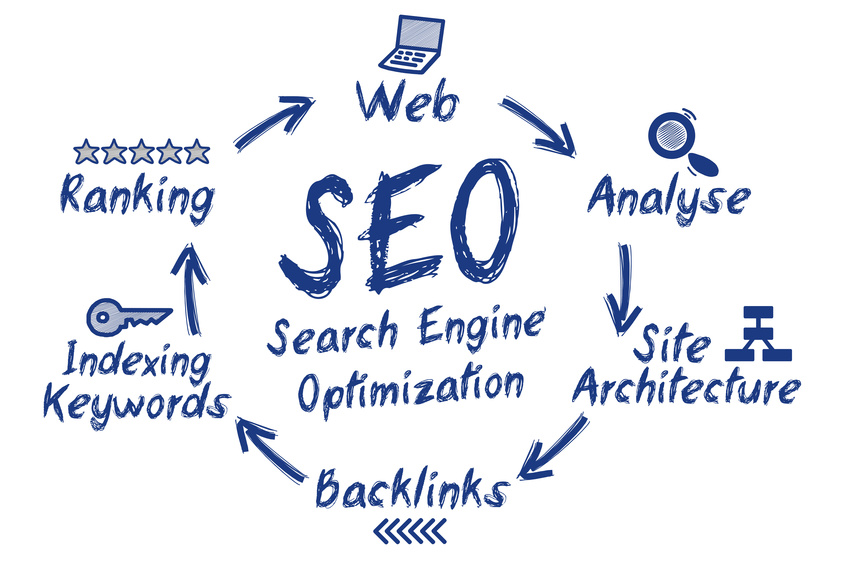 Web
Ranking
Analyse
SEO
Search Engine
Optimization
Indexing
Keywords
Site
Architecture
Backlinks